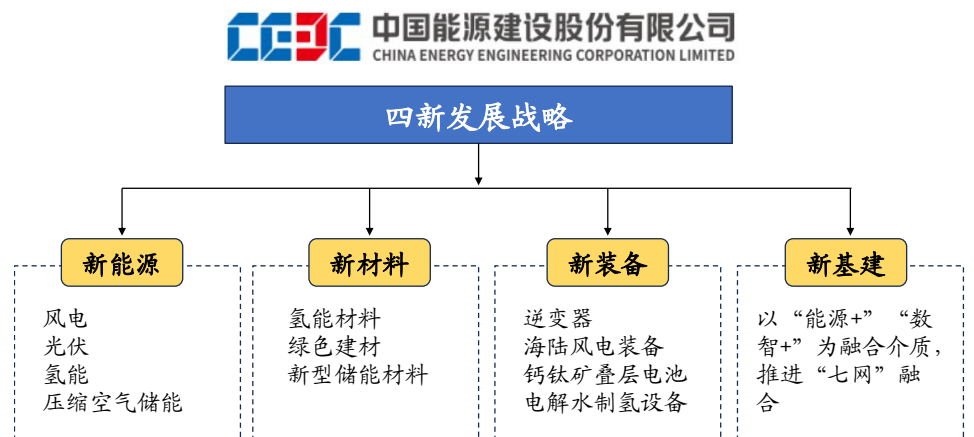 CEEC 中国能源建设股份有限公司
CHINA ENERGY ENGINEERING CORPORATION LIMITED
四新发展战略
新能源
风电
光伏
氢能
压缩空气储能
新材料
氢能材料
绿色建材
新型储能材料
新装备
逆变器
海陆风电装备
钙钛矿叠层电池
电解水制氢设备
新基建
以“能源+”“数
智+”为融合介质，
推进“七网”融
合